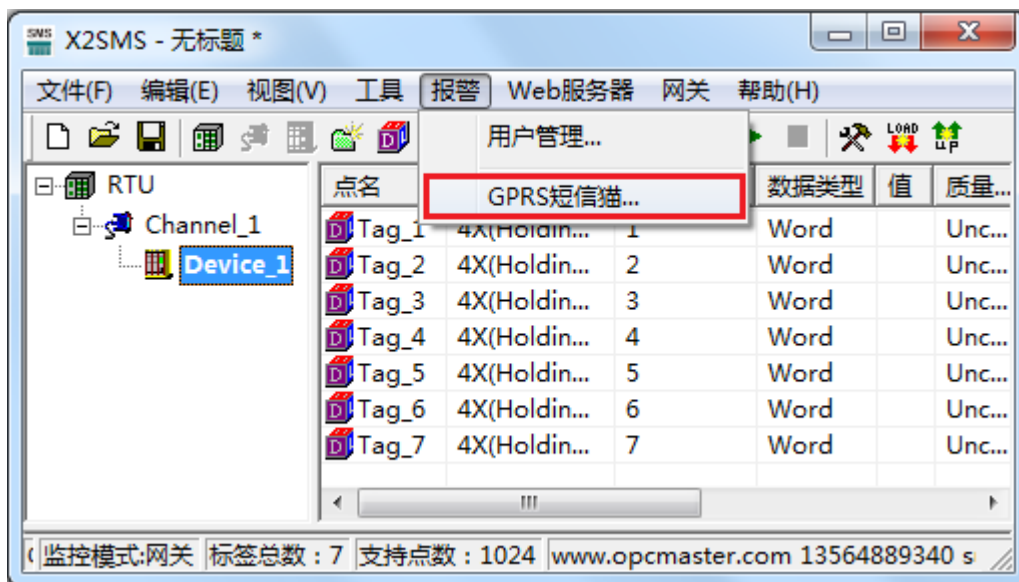 SMS X2SMS - 无标题 *
文件(F) 编辑(E) 视图(V) 工具 报警 Web服务器 网关 帮助(H)
LOAD UP
用户管理...
GPRS短信猫...
RTU
Channel_1
Device_1
点名 数据类型 值 质量...
Tag_1 4X(Holdin... 1 Word Unc...
Tag_2 4X(Holdin... 2 Word Unc...
Tag_3 4X(Holdin... 3 Word Unc...
Tag_4 4X(Holdin... 4 Word Unc...
Tag_5 4X(Holdin... 5 Word Unc...
Tag_6 4X(Holdin... 6 Word Unc...
Tag_7 4X(Holdin... 7 Word Unc...
监控模式:网关 标签总数：7 支持点数：1024 www.opcmaster.com 13564889340 s